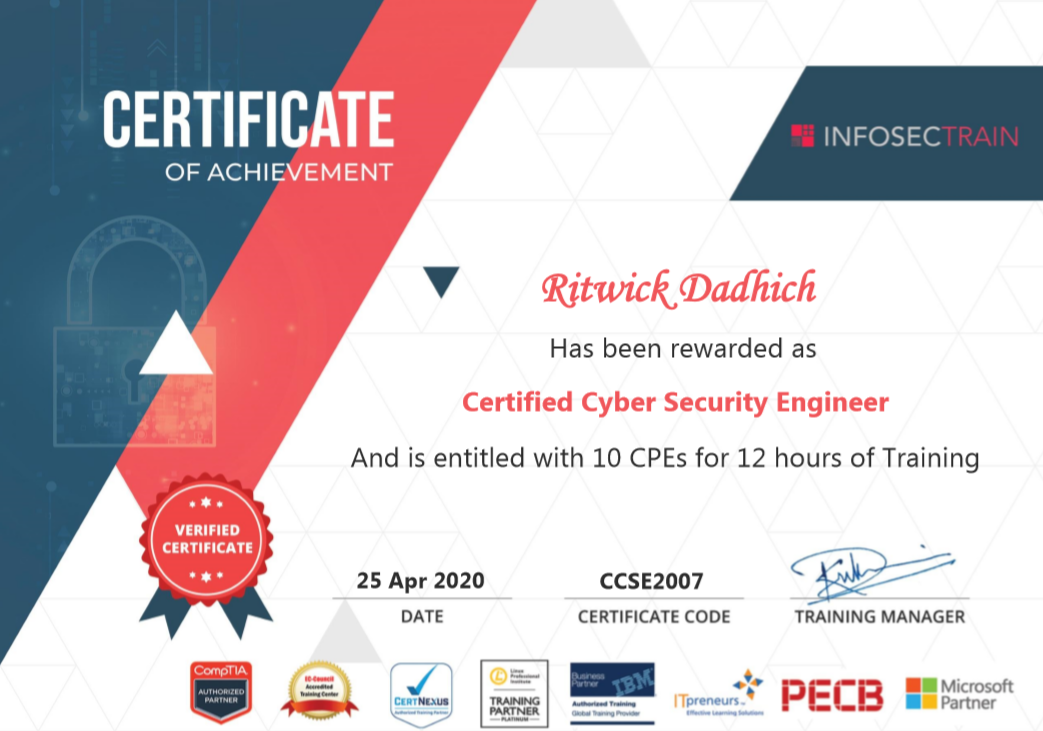 CERTIFICATE
OF ACHIEVEMENT
INFOSECTRAIN
Ritwick Dadhich
Has been rewarded as
Certified Cyber Security Engineer
And is entitled with 10 CPEs for 12 hours of Training
VERIFIED
CERTIFICATE
25 Apr 2020
DATE
CCSE2007
CERTIFICATE CODE
TRAINING MANAGER
CompTIA
AUTHORIZED
PARTNER
EC-Council
Accredited
Training Center
CERTNEXUS
Authorized Training Partner
Linux
Professional
Institute
TRAINING
PARTNER
PLATINUM
Business
Partner
IBM
Authorized Training
Global Training Provider
ITpreneurs
Effective Learning Solutions
PECB
Microsoft
Partner